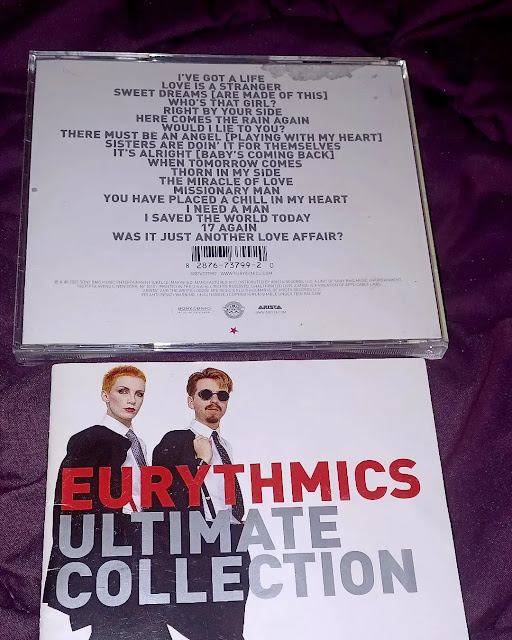 I'VE GOT A LIFE
LOVE IS A STRANGER
SWEET DREAMS [ARE MADE OF THIS]
WHO'S THAT GIRL?
RIGHT BY YOUR SIDE
HERE COMES THE RAIN AGAIN
WOULD I LIE TO YOU?
THERE MUST BE AN ANGEL [PLAYING WITH MY HEART]
SISTERS ARE DOIN' IT FOR THEMSELVES
IT'S ALRIGHT [BABY'S COMING BACK]
WHEN TOMORROW COMES
THORN IN MY SIDE
THE MIRACLE OF LOVE
MISSIONARY MAN
YOU HAVE PLACED A CHILL IN MY HEART
I NEED A MAN
I SAVED THE WORLD TODAY
17 AGAIN
WAS IT JUST ANOTHER LOVE AFFAIR?
8 2876-73799-2 0
ARISTA
EURYTHMICS
ULTIMATE
COLLECTION